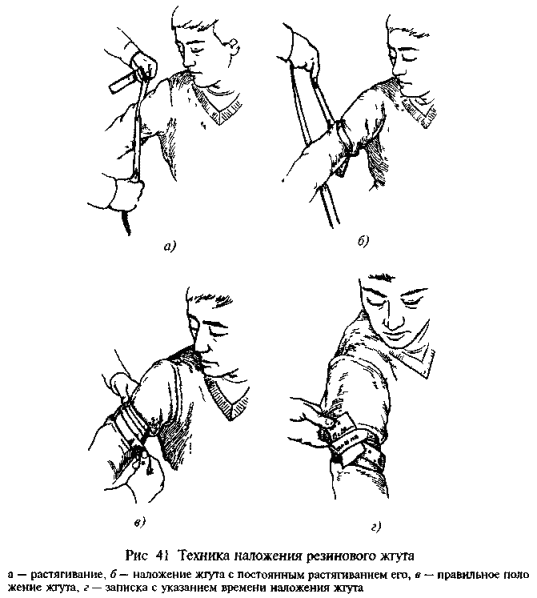 а)
б)
в)
г)
Рис 41 Техника наложения резинового жгута
а — растягивание, б — наложение жгута с постоянным растягиванием его, в — правильное поло
жение жгута, г — записка с указанием времени наложения жгута